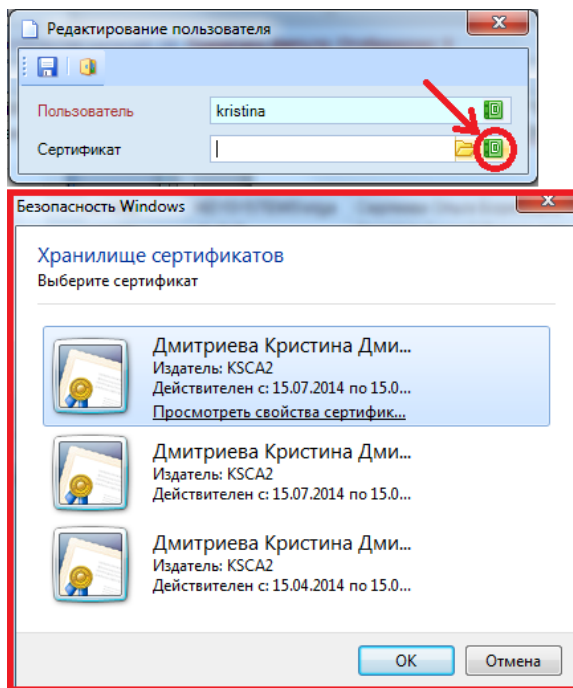 Редактирование пользователя
Пользователь
kristina
Сертификат
Безопасность Windows
Хранилище сертификатов
Выберите сертификат
Дмитриева Кристина Дми...
Издатель: KSCA2
Действителен с: 15.07.2014 по 15.0...
Просмотреть свойства сертифик...
Дмитриева Кристина Дми...
Издатель: KSCA2
Действителен с: 15.07.2014 по 15.0...
Дмитриева Кристина Дми...
Издатель: KSCA2
Действителен с: 15.04.2014 по 15.0...
ОК
Отмена